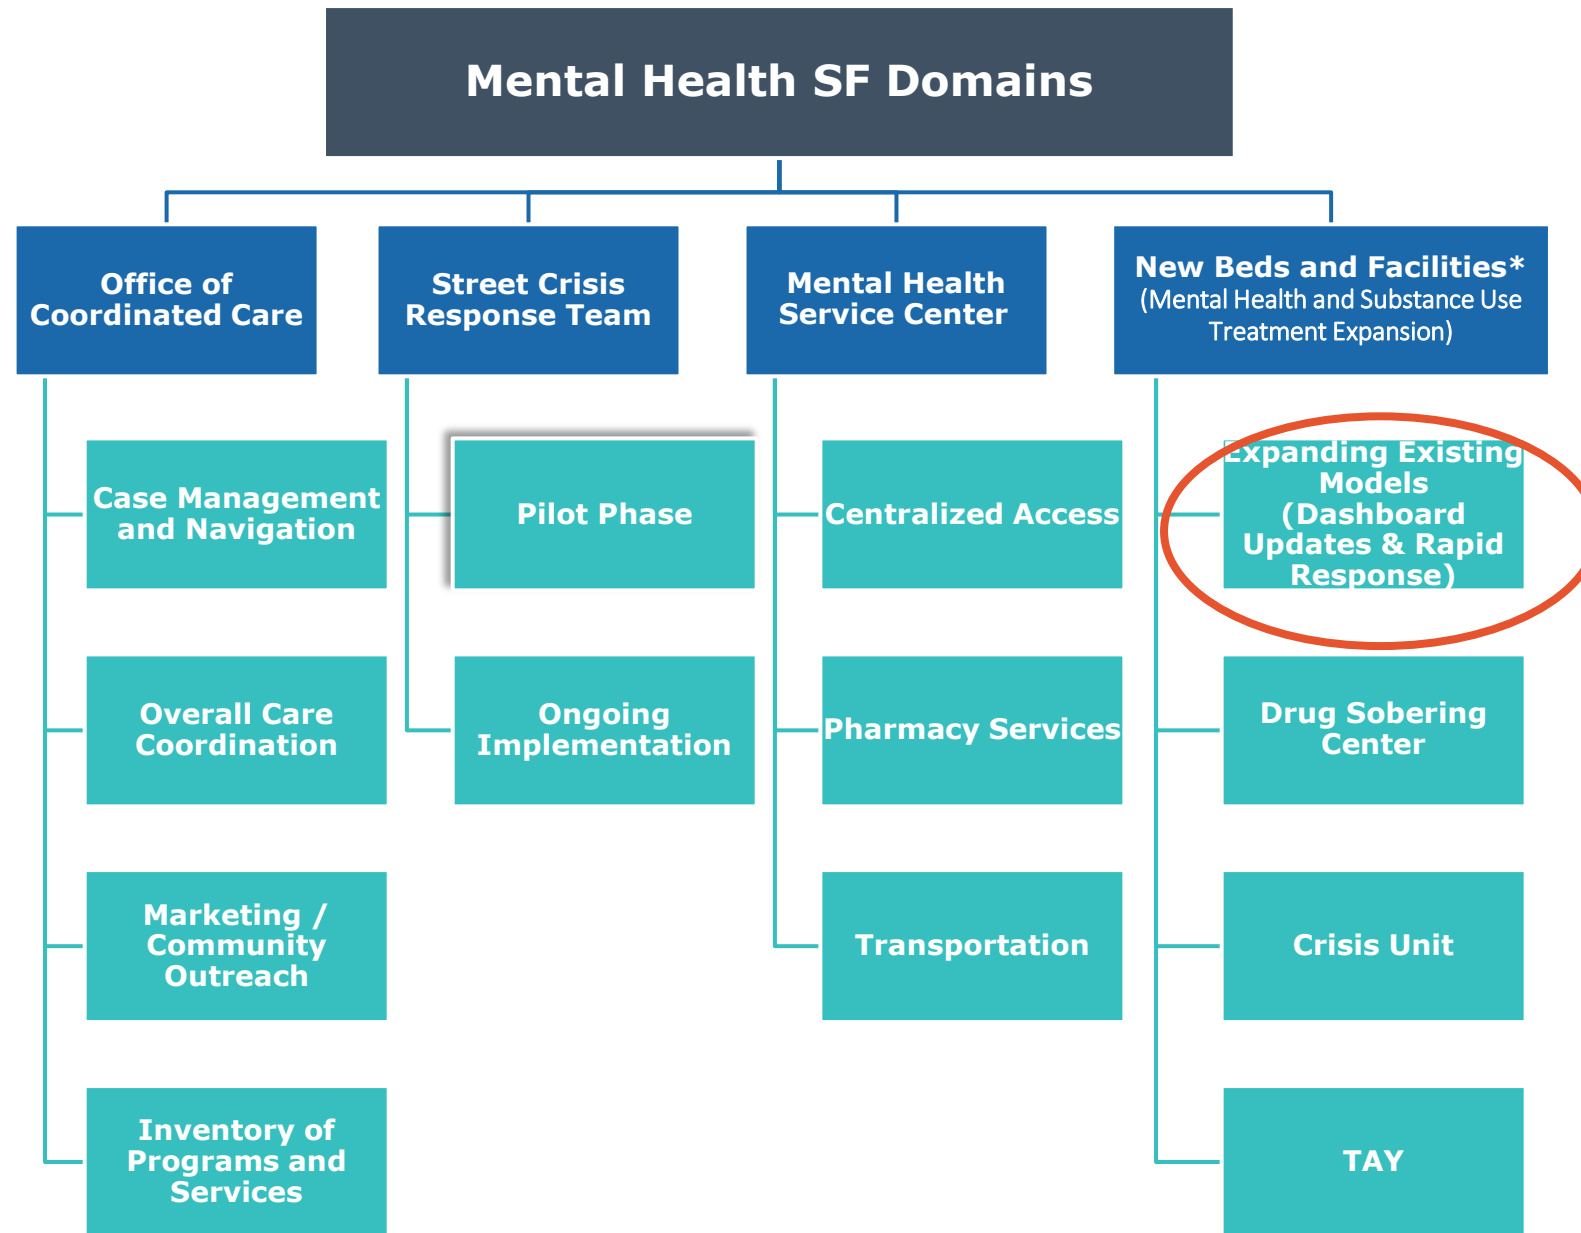 Mental Health SF Domains
Office of
Coordinated Care
Street Crisis
Response Team
Mental Health
Service Center
New Beds and Facilities*
(Mental Health and Substance Use
Treatment Expansion)
Case Management
and Navigation
Overall Care
Coordination
Marketing /
Community
Outreach
Inventory of
Programs and
Services
Pilot Phase
Ongoing
Implementation
Centralized Access
Pharmacy Services
Transportation
Expanding Existing
Models
(Dashboard
Updates & Rapid
Response)
Drug Sobering
Center
Crisis Unit
TAY